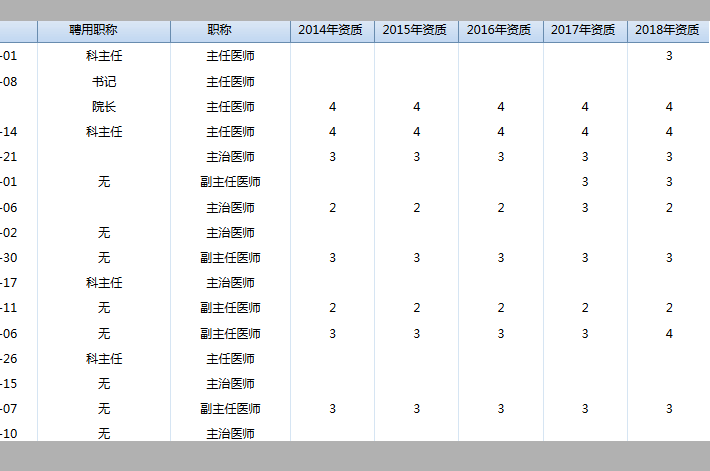 聘用职称 职称 2014年资质 2015年资质 2016年资质 2017年资质 2018年资质
-01 科主任 主任医师 3
-08 书记 主任医师
院长 主任医师 4 4 4 4 4
-14 科主任 主任医师 4 4 4 4 4
-21 主治医师 3 3 3 3 3
-01 无 副主任医师 3 3
-06 主治医师 2 2 2 3 2
-02 无 主治医师
-30 无 副主任医师 3 3 3 3 3
-17 科主任 主治医师
-11 无 副主任医师 2 2 2 2 2
-06 无 副主任医师 3 3 3 3 4
-26 科主任 主任医师
-15 无 主治医师
-07 无 副主任医师 3 3 3 3 3
-10 无 主治医师